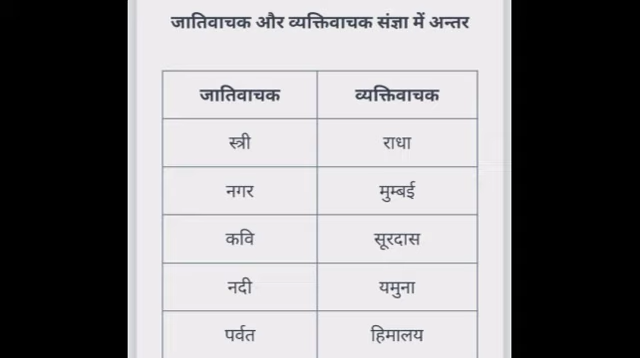 जातिवाचक और व्यक्तिवाचक संज्ञा में अन्तर
जातिवाचक व्यक्तिवाचक
स्त्री राधा
नगर मुम्बई
कवि सूरदास
नदी यमुना
पर्वत हिमालय